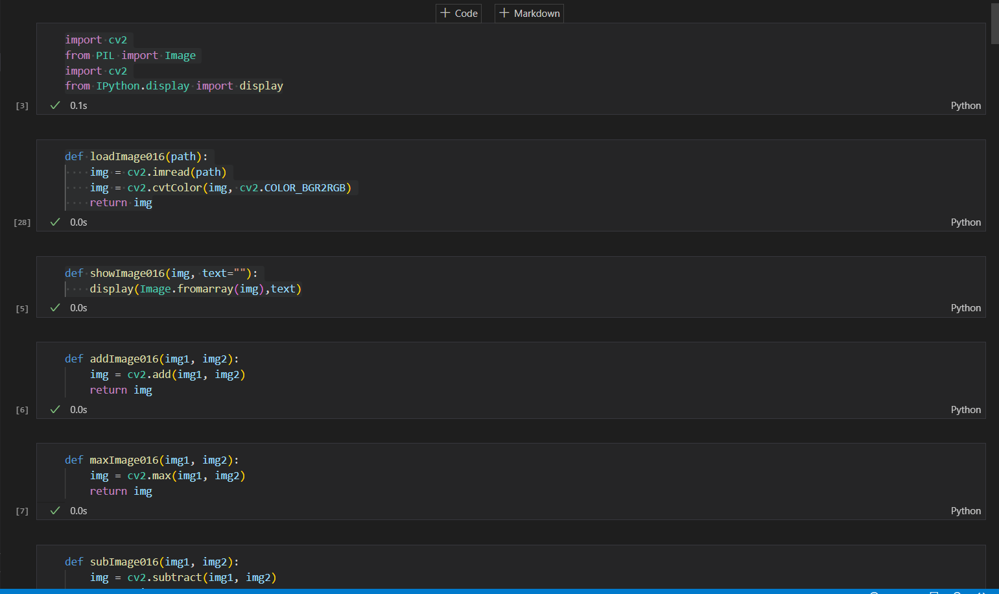 + Code + Markdown
import cv2
from PIL import Image
import cv2
from IPython.display import display
[3] ✓ 0.1s Python
def loadImage016(path):
    img = cv2.imread(path)
    img = cv2.cvtColor(img, cv2.COLOR_BGR2RGB)
    return img
[28] ✓ 0.0s Python
def showImage016(img, text=""):
    display(Image.fromarray(img),text)
[5] ✓ 0.0s Python
def addImage016(img1, img2):
    img = cv2.add(img1, img2)
    return img
[6] ✓ 0.0s Python
def maxImage016(img1, img2):
    img = cv2.max(img1, img2)
    return img
[7] ✓ 0.0s Python
def subImage016(img1, img2):
    img = cv2.subtract(img1, img2)